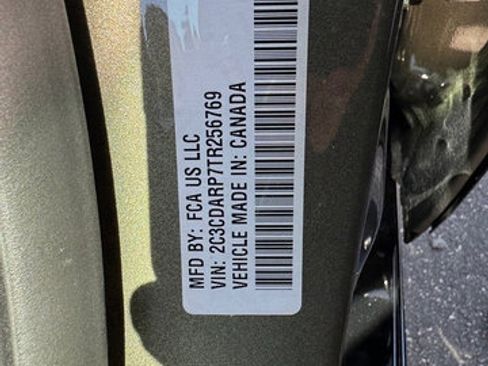 MFD BY: FCA US LLC
VIN: 2C3CDARP7TR256769
VEHICLE MADE IN: CANADA